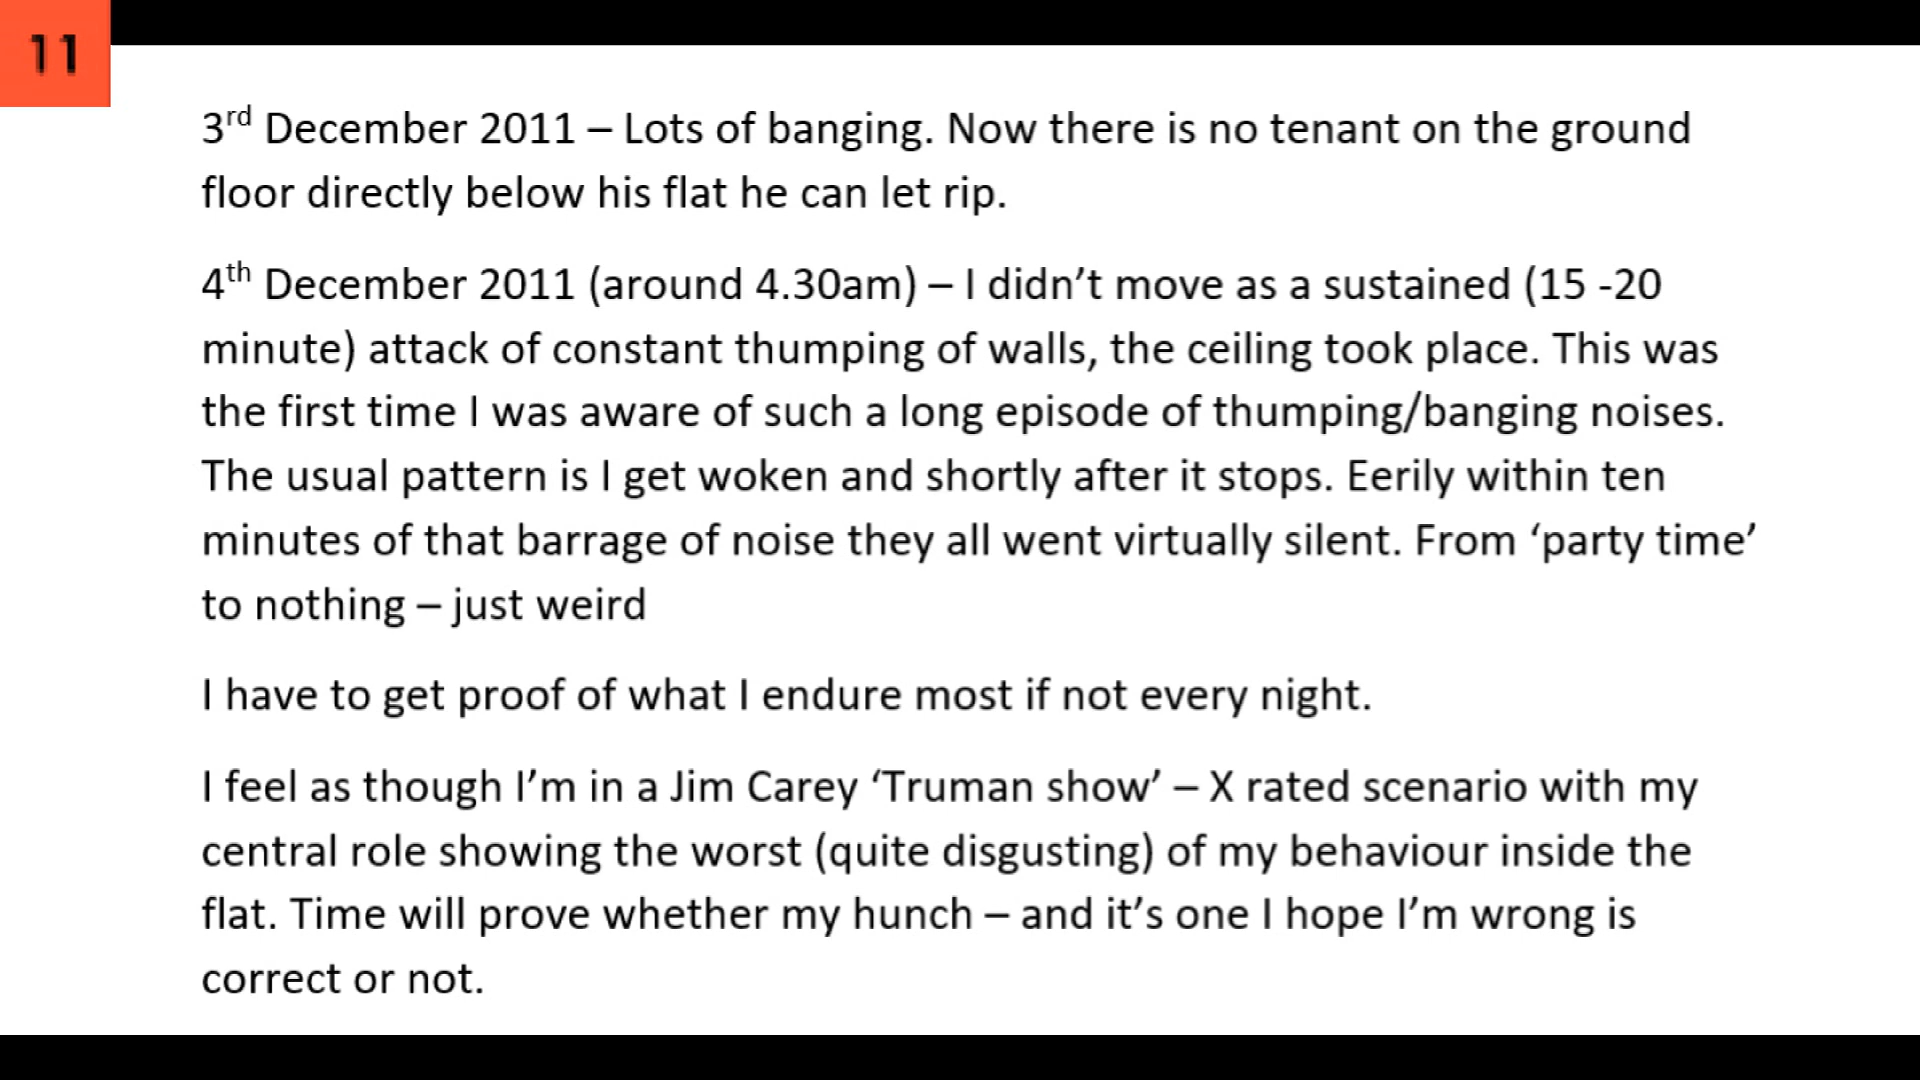 11
3rd December 2011 – Lots of banging. Now there is no tenant on the ground
floor directly below his flat he can let rip.
4th December 2011 (around 4.30am) – I didn’t move as a sustained (15 -20
minute) attack of constant thumping of walls, the ceiling took place. This was
the first time I was aware of such a long episode of thumping/banging noises.
The usual pattern is I get woken and shortly after it stops. Eerily within ten
minutes of that barrage of noise they all went virtually silent. From ‘party time’
to nothing – just weird
I have to get proof of what I endure most if not every night.
I feel as though I’m in a Jim Carey ‘Truman show’ – X rated scenario with my
central role showing the worst (quite disgusting) of my behaviour inside the
flat. Time will prove whether my hunch – and it’s one I hope I’m wrong is
correct or not.